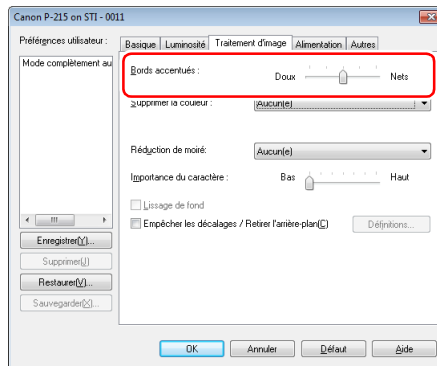 Canon P-215 on STI - 0011
Préférences utilisateur :
Mode complètement au
Enregistrer(Y)...
Supprimer(J)
Restaurer(V)...
Sauvegarder(X)...
Basique Luminosité Traitement d'image Alimentation Autres
Bords accentués : Doux Nets
Supprimer la couleur : Aucun(e)
Réduction de moiré: Aucun(e)
Importance du caractère : Bas Haut
Lissage de fond
Empêcher les décalages / Retirer l'arrière-plan(C) Définitions...
OK Annuler Défaut Aide